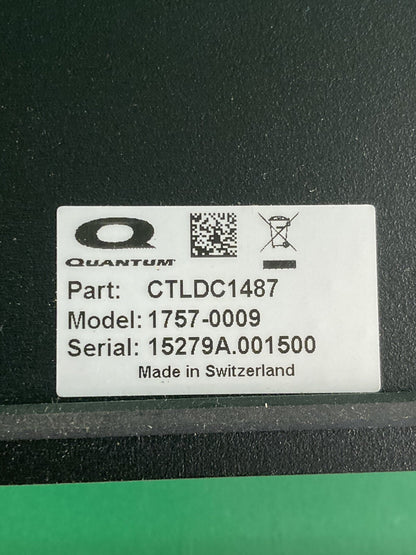 QUANTUM
Part: CTLDC1487
Model: 1757-0009
Serial: 15279A.001500
Made in Switzerland